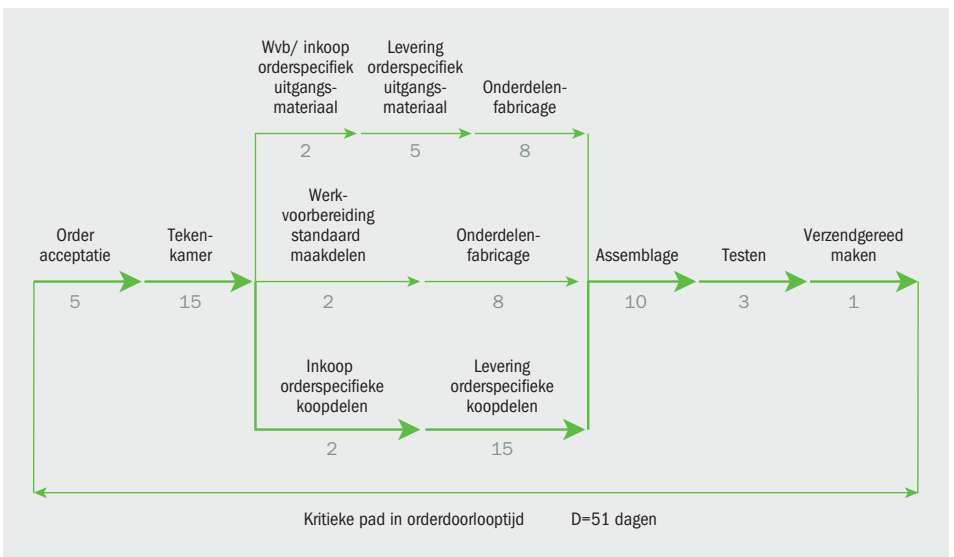 Wvb/ inkoop
orderspecifiek
uitgangs-
materiaal
Levering
orderspecifiek
uitgangs-
materiaal
Onderdelen-
fabricage
2
5
8
Order
acceptatie
Teken-
kamer
Werk-
voorbereiding
standaard
maakdelen
Onderdelen-
fabricage
Assemblage
Testen
Verzendgereed
maken
5
15
2
8
10
3
1
Inkoop
orderspecifieke
koopdelen
Levering
orderspecifieke
koopdelen
2
15
Kritieke pad in orderdoorlooptijd D=51 dagen